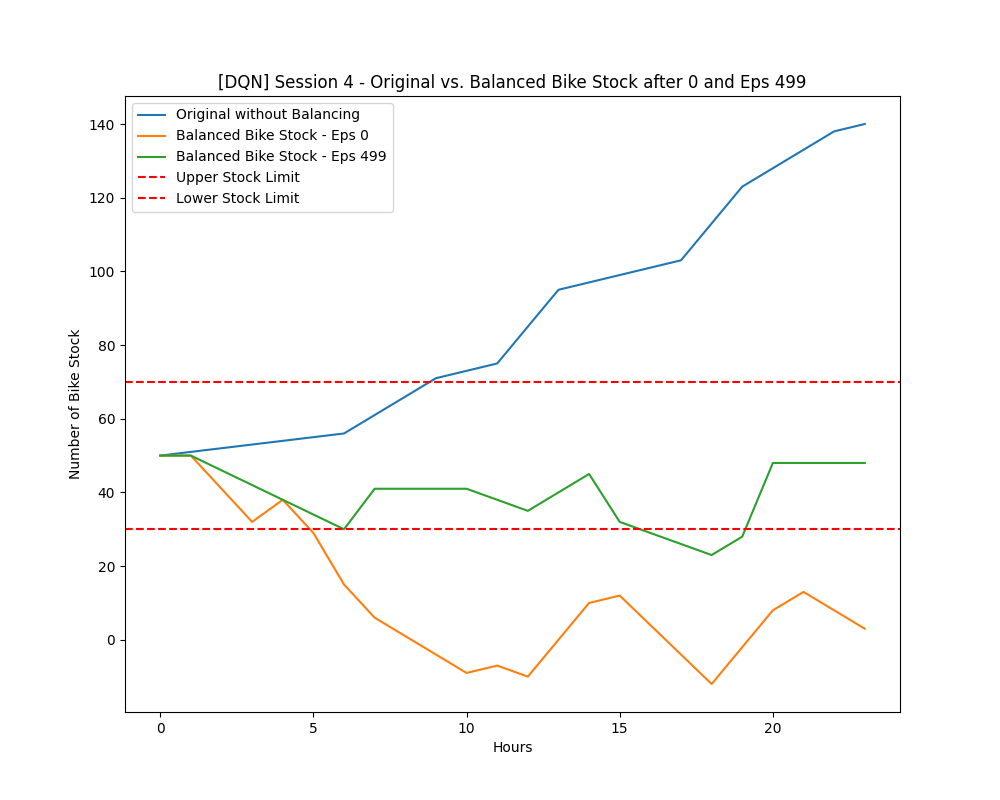 [DQN] Session 4 - Original vs. Balanced Bike Stock after 0 and Eps 499
Original without Balancing
Balanced Bike Stock - Eps 0
Balanced Bike Stock - Eps 499
Upper Stock Limit
Lower Stock Limit
140
120
100
80
60
40
20
0
Number of Bike Stock
0 5 10 15 20
Hours